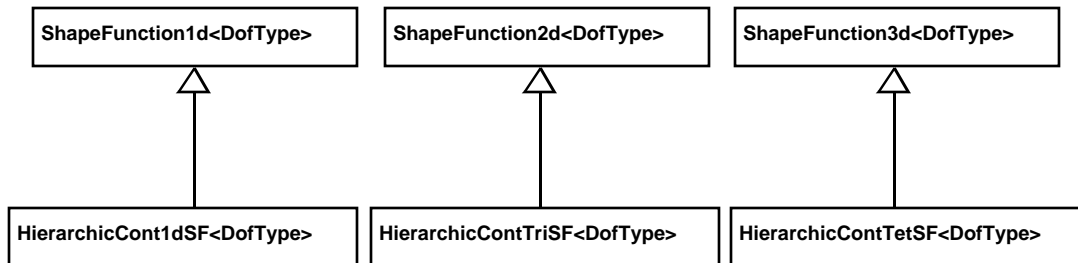 ShapeFunction1d<DofType>
ShapeFunction2d<DofType>
ShapeFunction3d<DofType>
HierarchicCont1dSF<DofType>
HierarchicContTriSF<DofType>
HierarchicContTetSF<DofType>